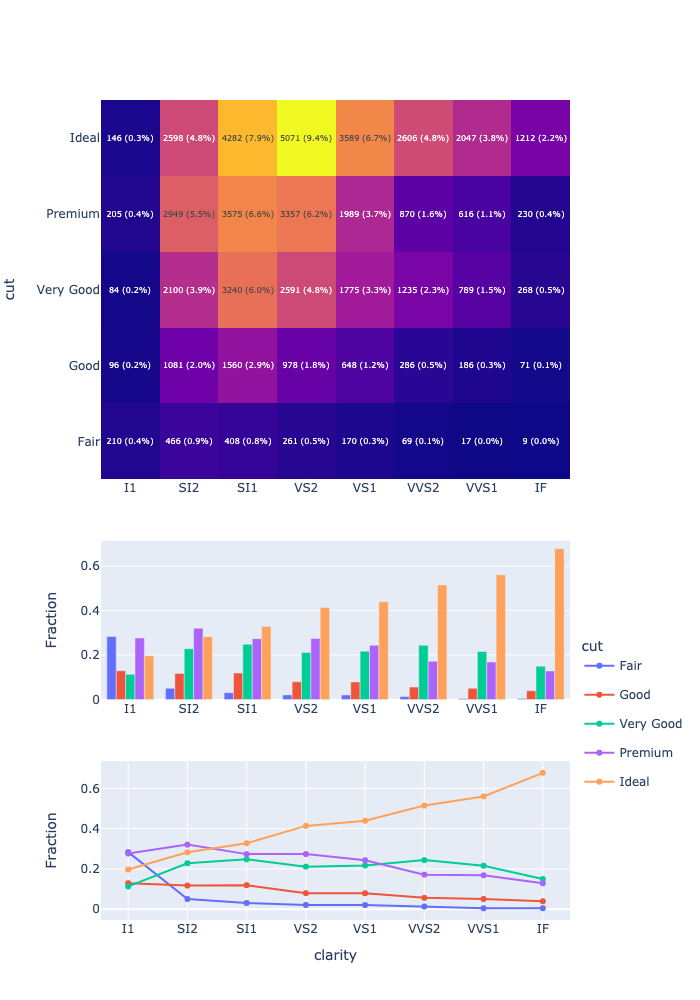 Ideal 146 (0.3%) 2598 (4.8%) 4282 (7.9%) 5071 (9.4%) 3589 (6.7%) 2606 (4.8%) 2047 (3.8%) 1212 (2.2%)
Premium 205 (0.4%) 2949 (5.5%) 3575 (6.6%) 3357 (6.2%) 1989 (3.7%) 870 (1.6%) 616 (1.1%) 230 (0.4%)
cut
Very Good 84 (0.2%) 2100 (3.9%) 3240 (6.0%) 2591 (4.8%) 1775 (3.3%) 1235 (2.3%) 789 (1.5%) 268 (0.5%)
Good 96 (0.2%) 1081 (2.0%) 1560 (2.9%) 978 (1.8%) 648 (1.2%) 286 (0.5%) 186 (0.3%) 71 (0.1%)
Fair 210 (0.4%) 466 (0.9%) 408 (0.8%) 261 (0.5%) 170 (0.3%) 69 (0.1%) 17 (0.0%) 9 (0.0%)
I1 SI2 SI1 VS2 VS1 VVS2 VVS1 IF
Fraction
0.6
0.4
0.2
0
I1 SI2 SI1 VS2 VS1 VVS2 VVS1 IF
cut
Fair
Good
Very Good
Premium
Ideal
Fraction
0.6
0.4
0.2
0
I1 SI2 SI1 VS2 VS1 VVS2 VVS1 IF
clarity